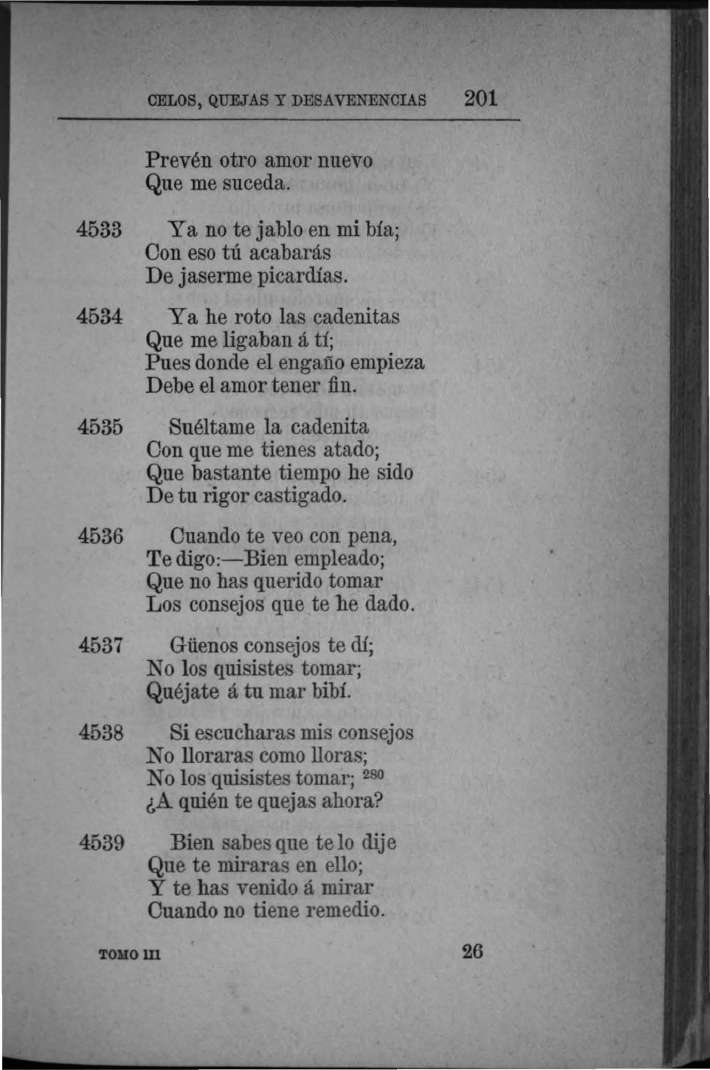 CELOS, QUEJAS Y DESAVENENCIAS 201
Prevén otro amor nuevo
Que me suceda.
4533 Ya no te jablo en mi bía;
Con eso tú acabarás
De jaserme picardías.
4534 Ya he roto las cadenitas
Que me ligaban á tí;
Pues donde el engaño empieza
Debe el amor tener fin.
4535 Suéltame la cadenita
Con que me tienes atado;
Que bastante tiempo he sido
De tu rigor castigado.
4536 Cuando te veo con pena,
Te digo:—Bien empleado;
Que no has querido tomar
Los consejos que te he dado.
4537 Güenos consejos te dí;
No los quisistes tomar;
Quéjate á tu mar bibí.
4538 Si escucharas mis consejos
No lloraras como lloras;
No los quisistes tomar; 280
¿A quién te quejas ahora?
4539 Bien sabes que te lo dije
Que te miraras en ello;
Y te has venido á mirar
Cuando no tiene remedio.
TOMO III 26